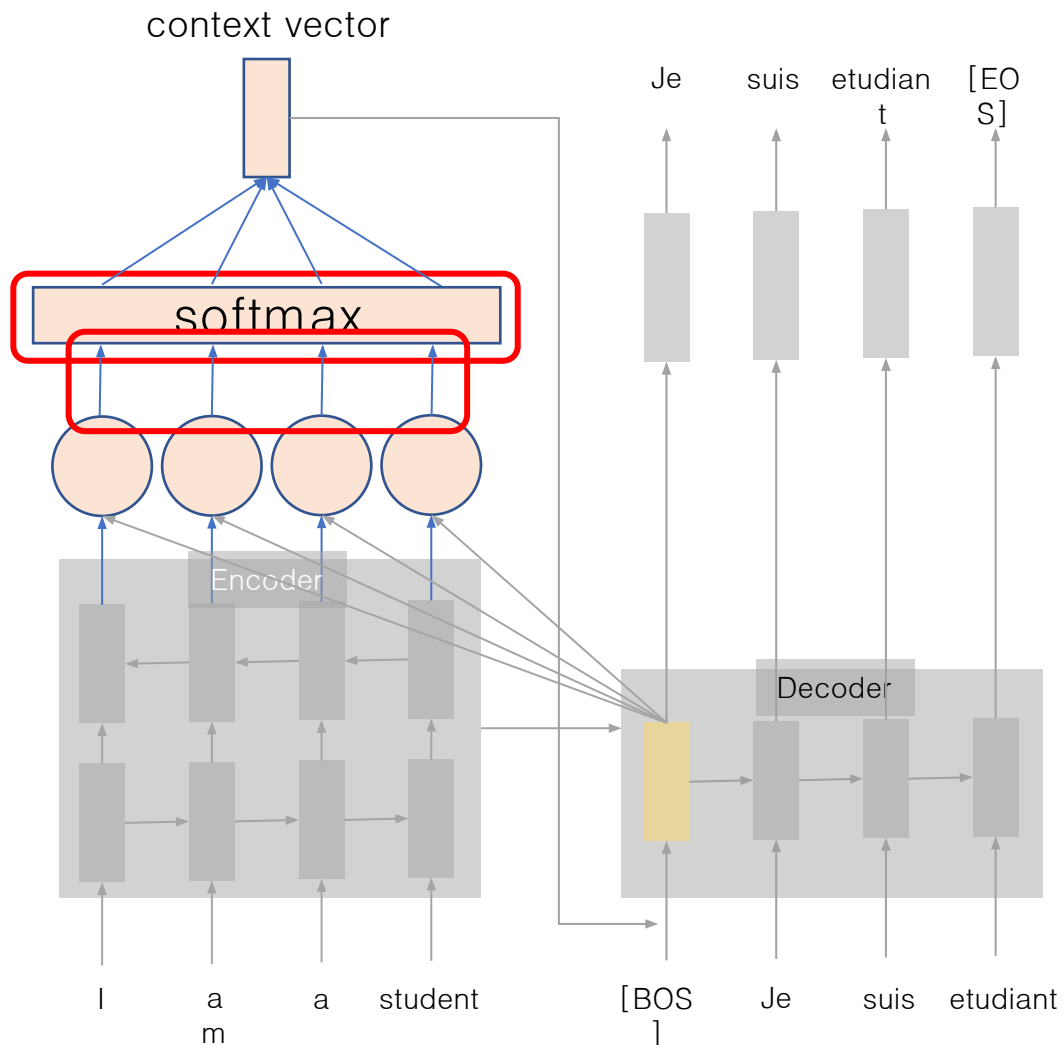 context vector
Je
suis
etudian
t
[EO
S]
softmax
Encoder
Decoder
I
a
m
a
student
[BOS
]
Je
suis
etudiant